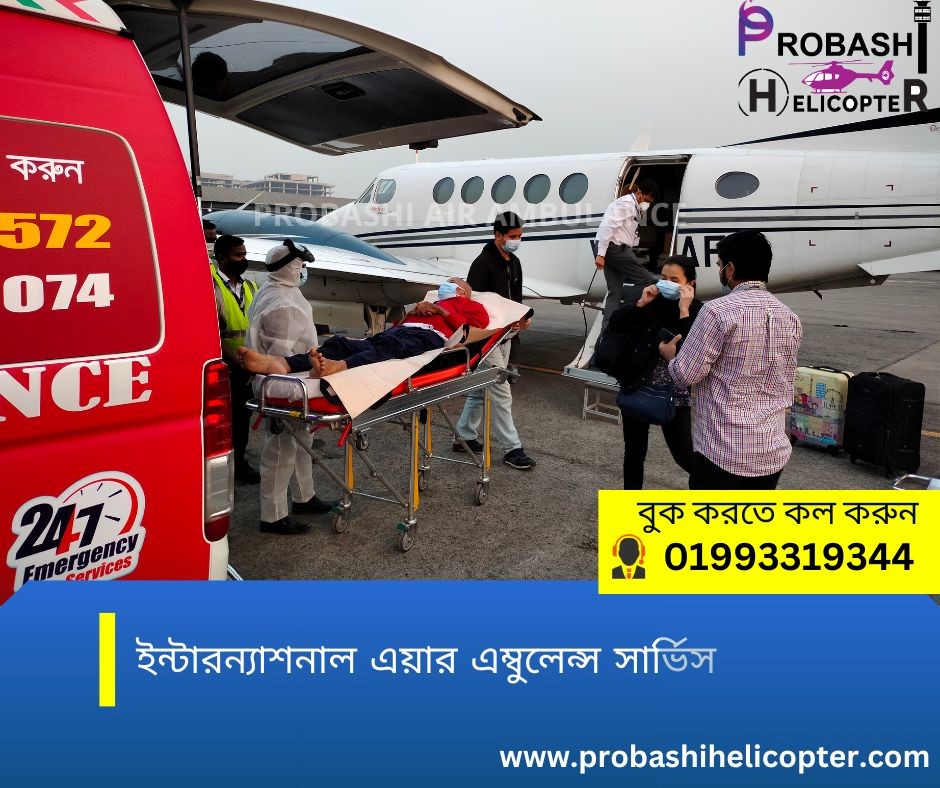 PROBASHI
HELICOPTER
করুন
572
074
NCE
PROBASHI AIR AMBULANCE
24/7
Emergency
Services
বুক করতে কল করুন
01993319344
ইন্টারন্যাশনাল এয়ার এম্বুলেন্স সার্ভিস
www.probashihelicopter.com